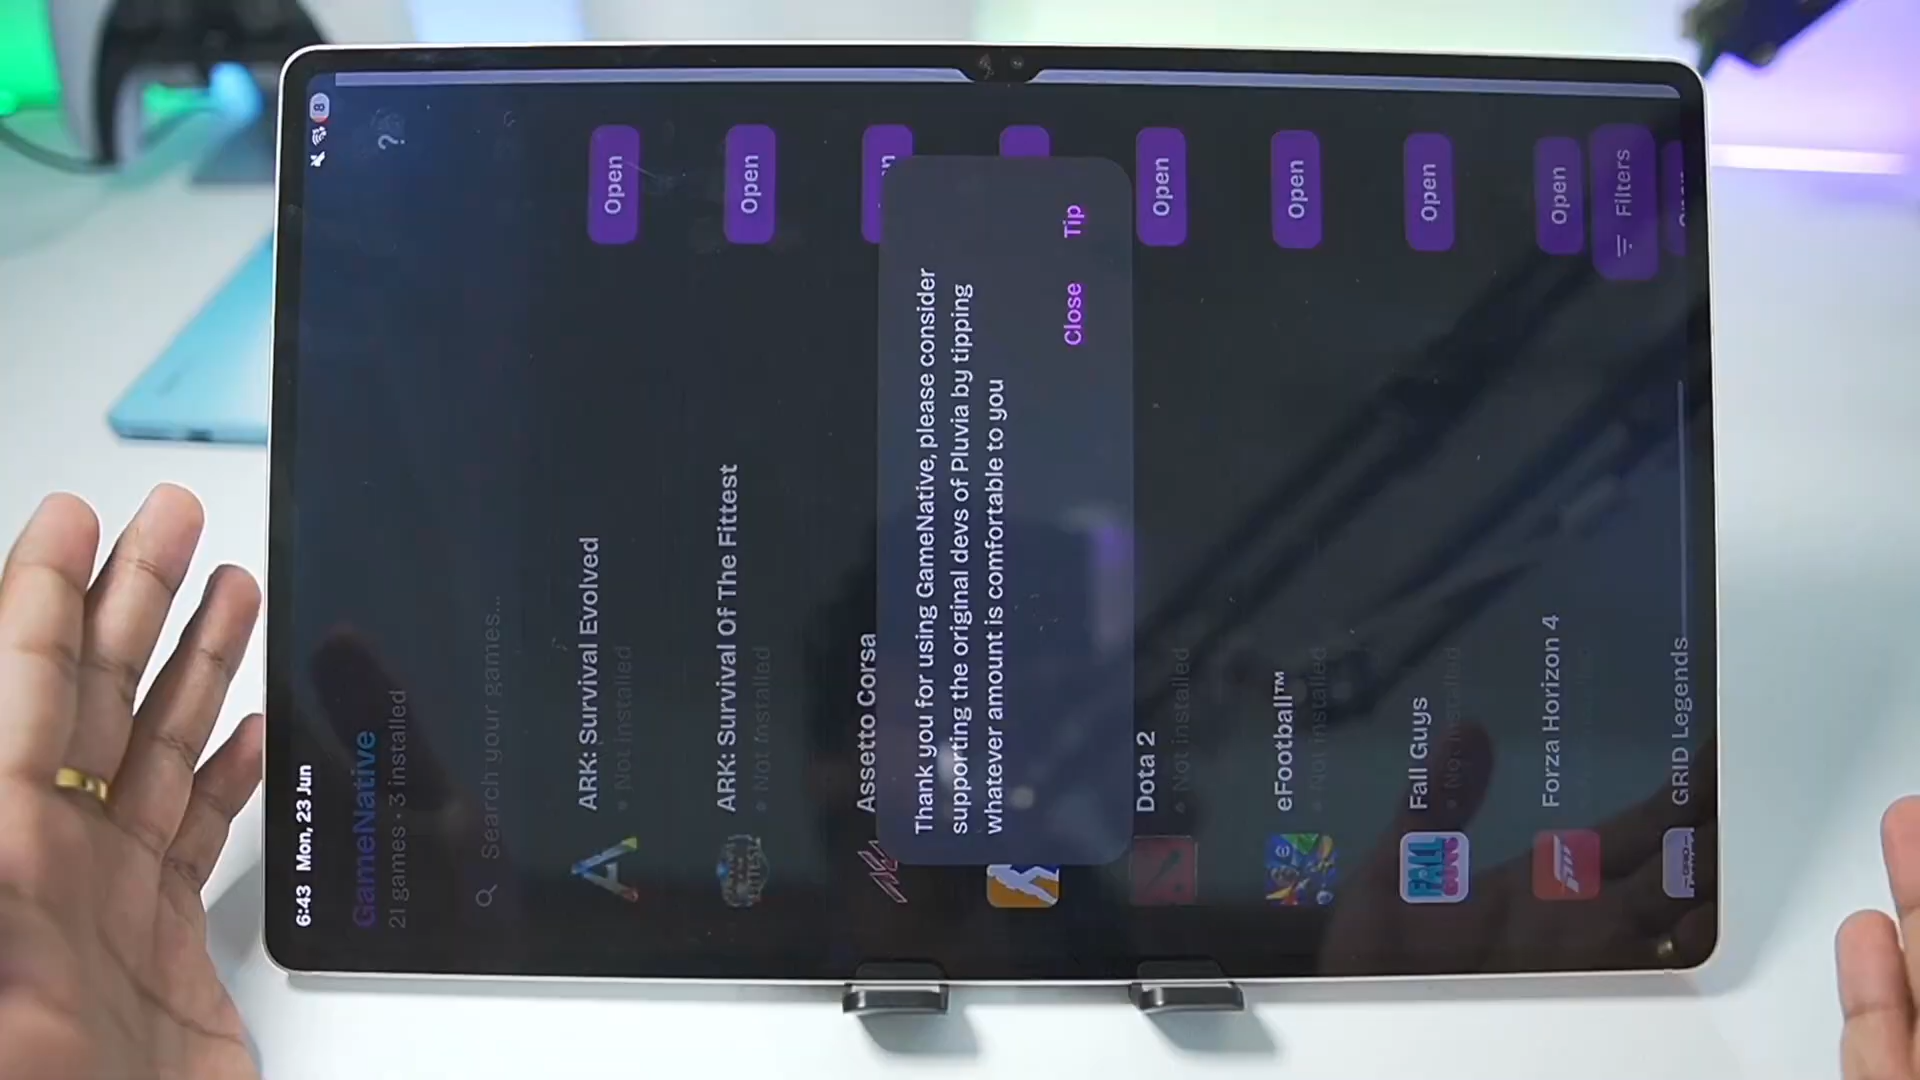 6:43 Mon, 23 Jun
8
GameNative
21 games • 3 installed
?
Search your games...
ARK: Survival Evolved
• Not installed
Open
ARK: Survival Of The Fittest
• Not Installed
Open
Assetto Corsa
Thank you for using GameNative, please consider
supporting the original devs of Pluvia by tipping
whatever amount is comfortable to you
Close Tip
Dota 2
• Not installed
Open
eFootball™
• Not installed
Open
FALL GUYS
Fall Guys
• Not installed
Open
Forza Horizon 4
Open
Filters
GRID Legends